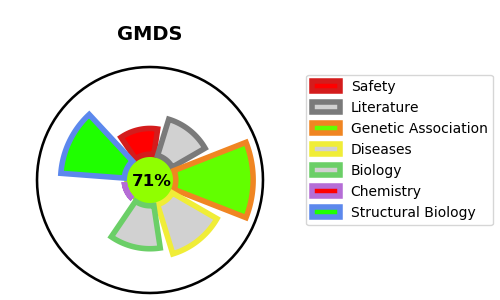 GMDS
71%
Safety
Literature
Genetic Association
Diseases
Biology
Chemistry
Structural Biology